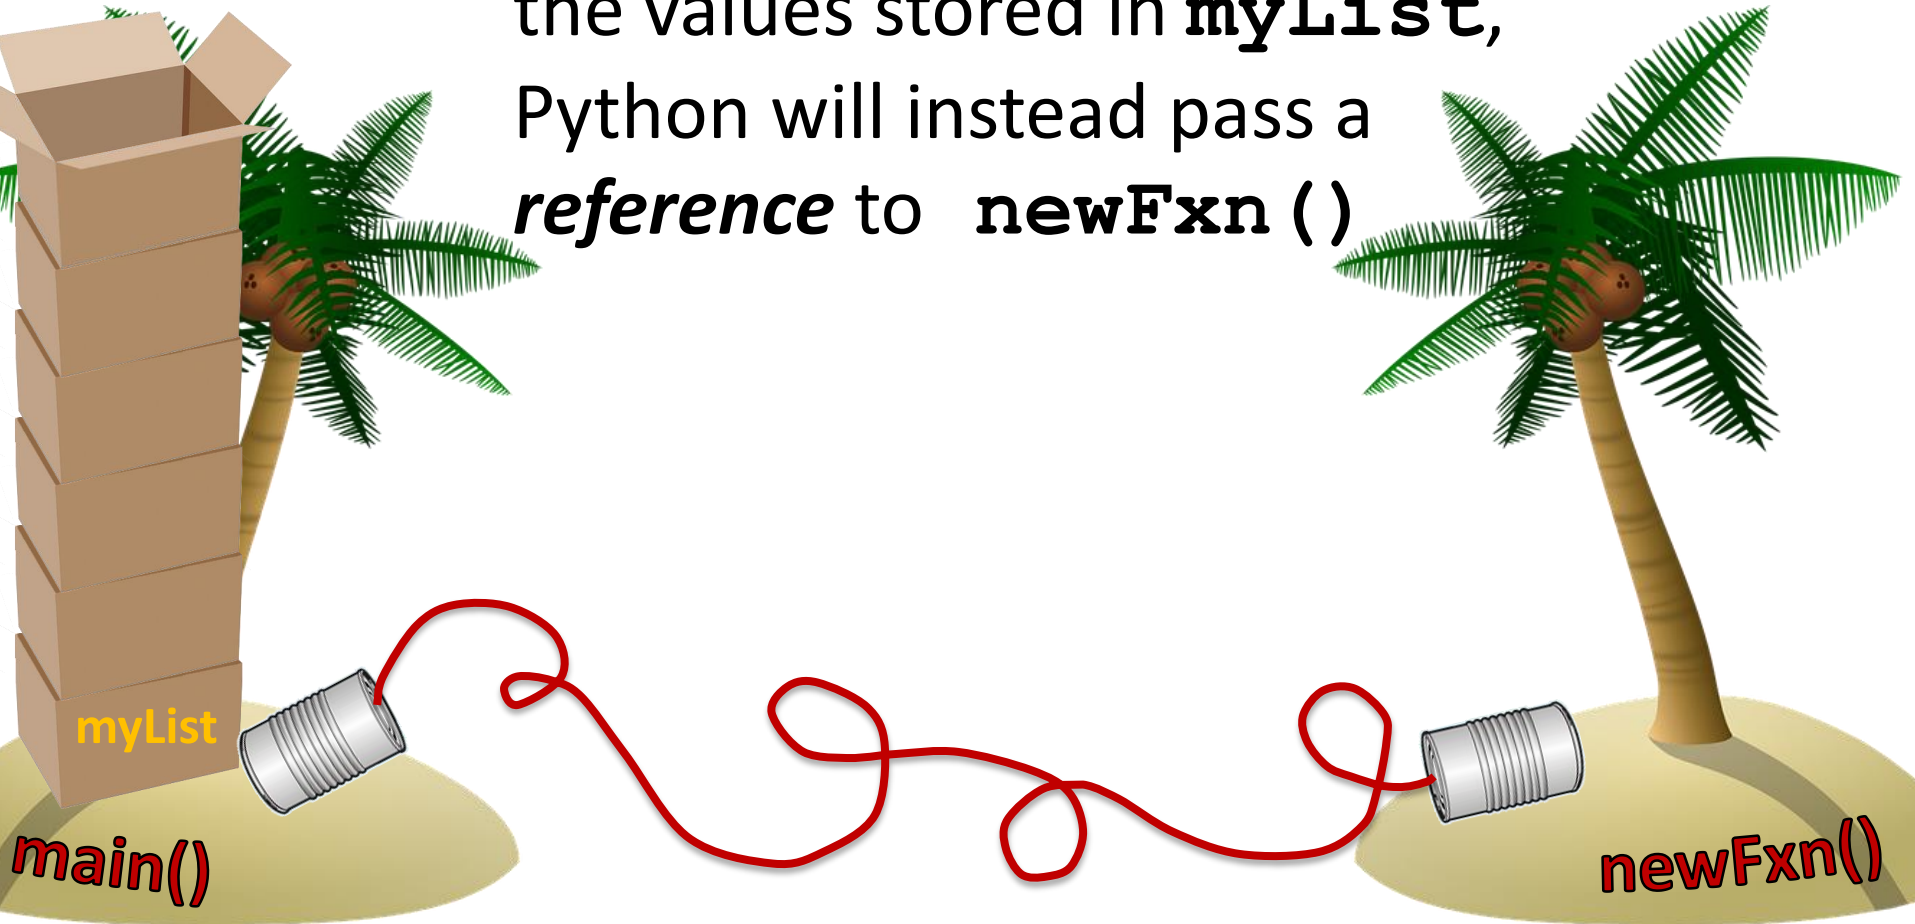 the values stored in myList,
Python will instead pass a
reference to newFxn()
myList
main()
newFxn()